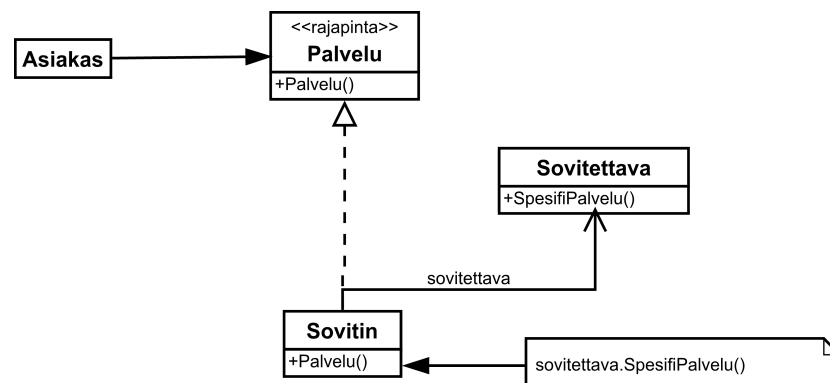 <<rajapinta>>
Asiakas
Palvelu
+Palvelu()
Sovitettava
+SpesifiPalvelu()
sovitettava
Sovitin
+Palvelu()
sovitettava.SpesifiPalvelu()